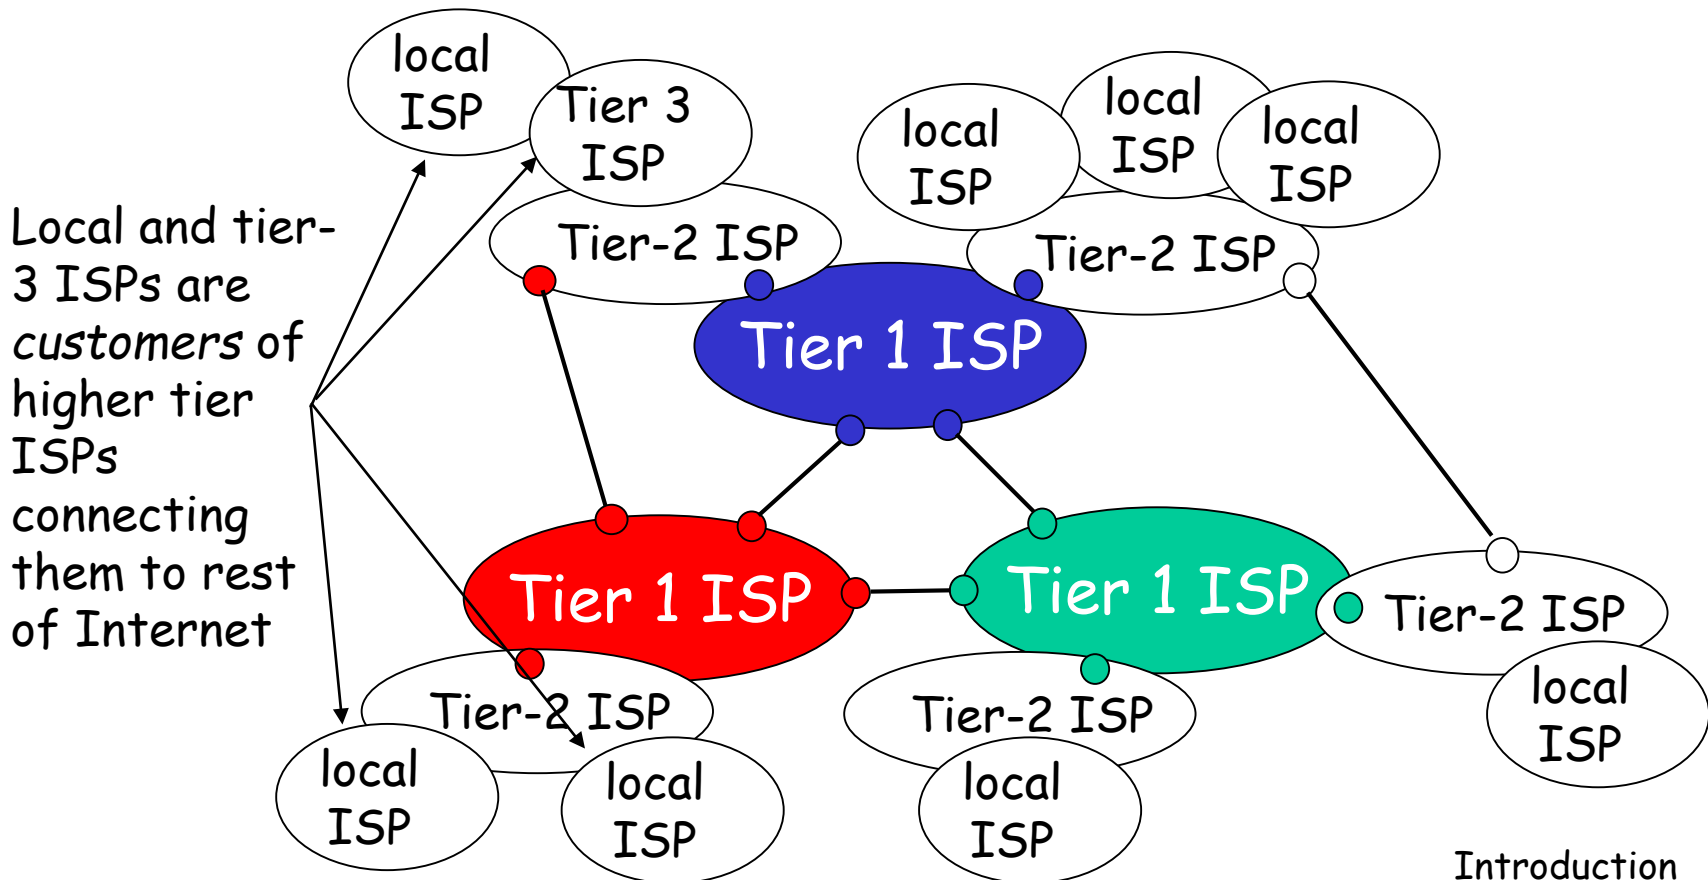 local
ISP
Tier 3
ISP
local
ISP
local
ISP
local
ISP
Local and tier-
3 ISPs are
customers of
higher tier
ISPs
connecting
them to rest
of Internet
Tier-2 ISP
Tier-2 ISP
Tier 1 ISP
Tier 1 ISP
Tier 1 ISP
Tier-2 ISP
Tier-2 ISP
Tier-2 ISP
local
ISP
local
ISP
local
ISP
local
ISP
Introduction